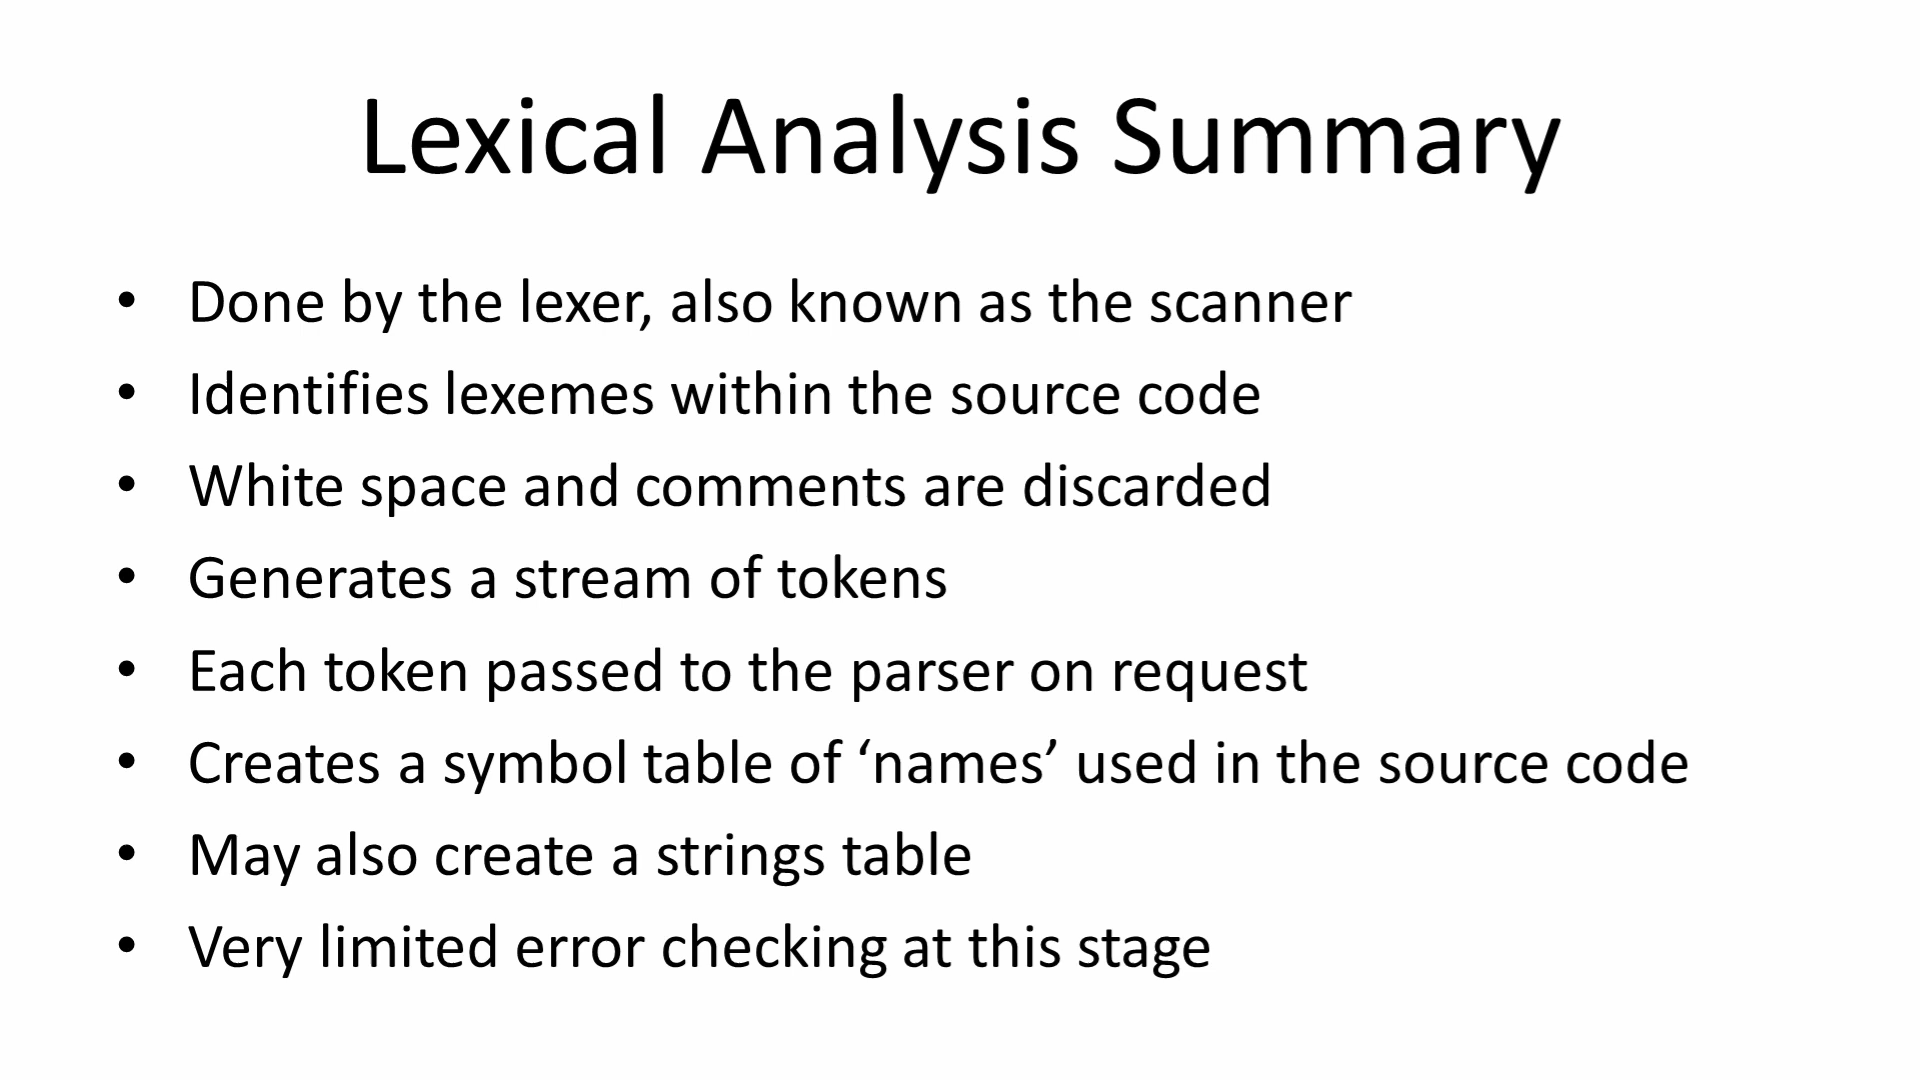 Lexical Analysis Summary
• Done by the lexer, also known as the scanner
• Identifies lexemes within the source code
• White space and comments are discarded
• Generates a stream of tokens
• Each token passed to the parser on request
• Creates a symbol table of ‘names’ used in the source code
• May also create a strings table
• Very limited error checking at this stage